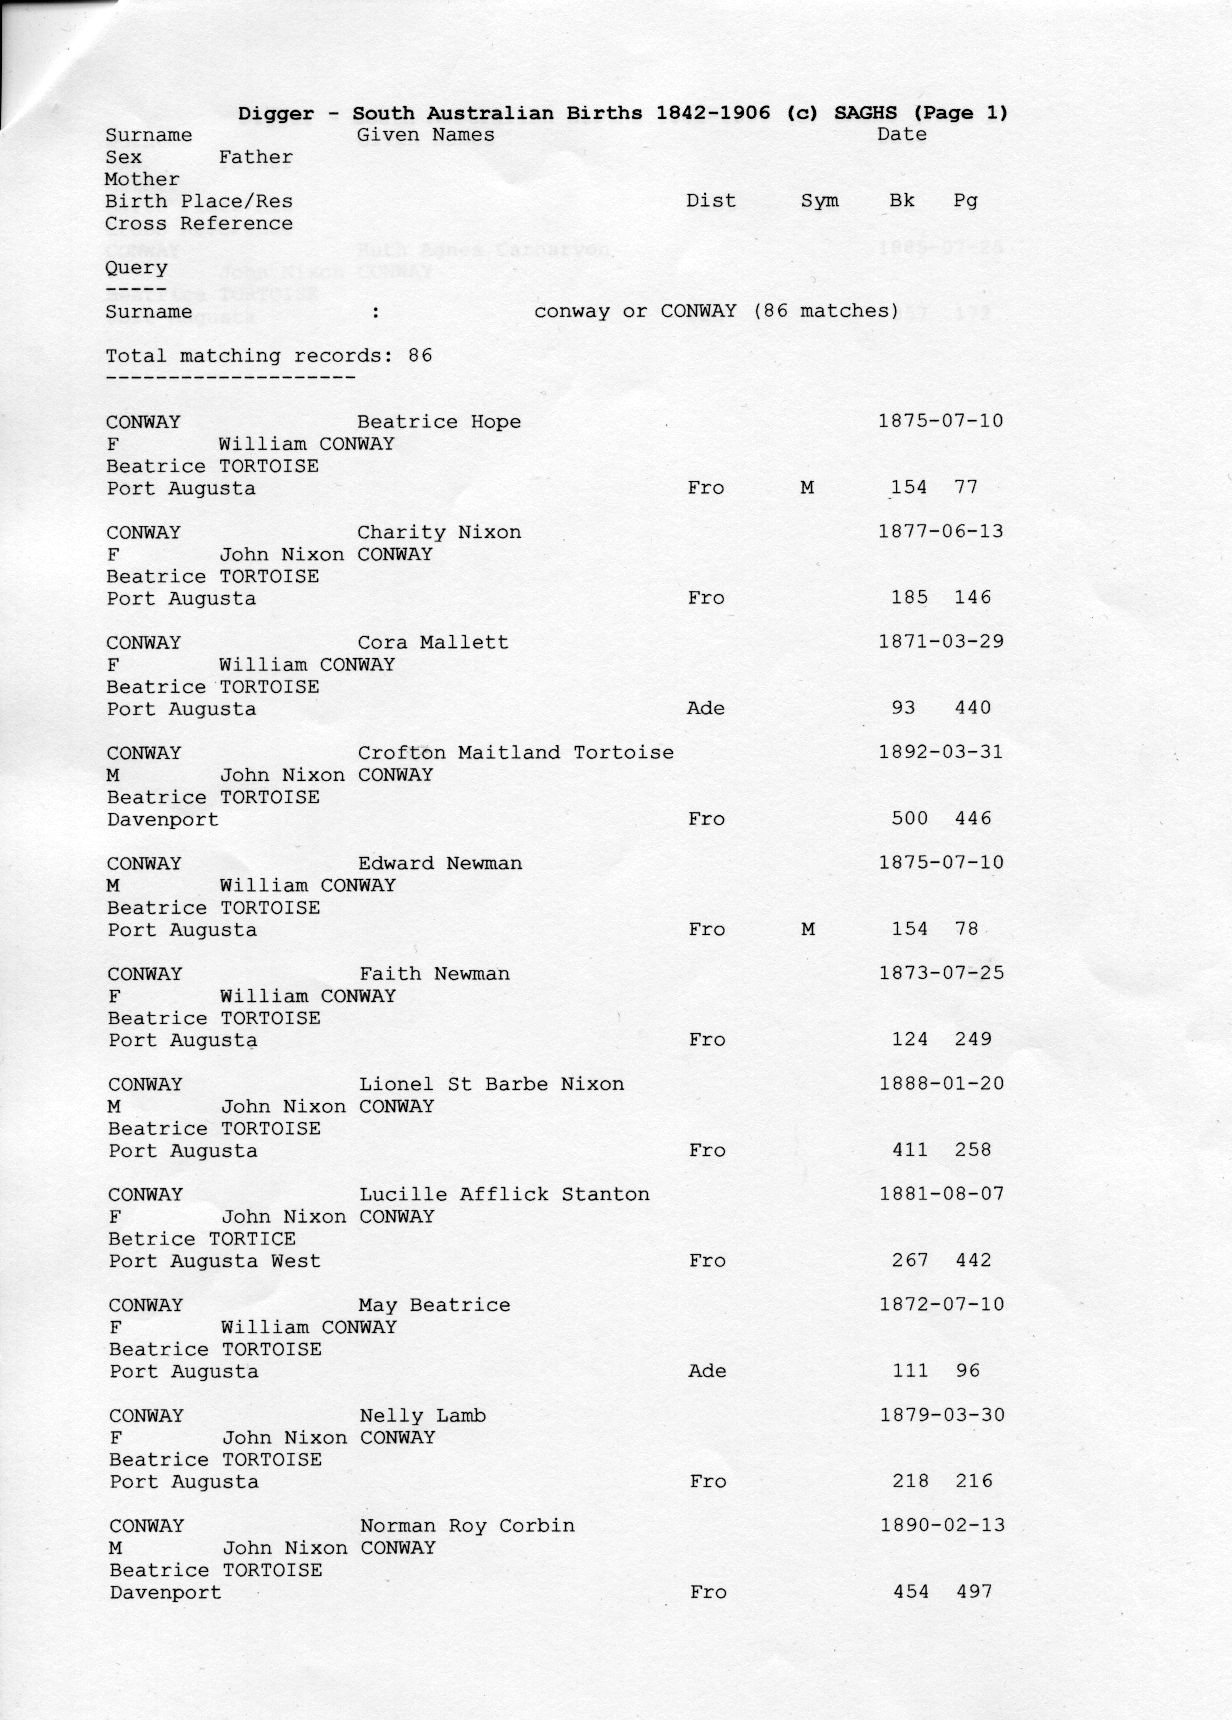 Digger - South Australian Births 1842-1906 (c) SAGHS (Page 1)
Surname Given Names Date
Sex Father
Mother
Birth Place/Res Dist Sym Bk Pg
Cross Reference
Query
-----
Surname : conway or CONWAY (86 matches)
Total matching records: 86
--------------------
CONWAY Beatrice Hope 1875-07-10
F William CONWAY
Beatrice TORTOISE
Port Augusta Fro M 154 77
CONWAY Charity Nixon 1877-06-13
F John Nixon CONWAY
Beatrice TORTOISE
Port Augusta Fro 185 146
CONWAY Cora Mallett 1871-03-29
F William CONWAY
Beatrice TORTOISE
Port Augusta Ade 93 440
CONWAY Crofton Maitland Tortoise 1892-03-31
M John Nixon CONWAY
Beatrice TORTOISE
Davenport Fro 500 446
CONWAY Edward Newman 1875-07-10
M William CONWAY
Beatrice TORTOISE
Port Augusta Fro M 154 78
CONWAY Faith Newman 1873-07-25
F William CONWAY
Beatrice TORTOISE
Port Augusta Fro 124 249
CONWAY Lionel St Barbe Nixon 1888-01-20
M John Nixon CONWAY
Beatrice TORTOISE
Port Augusta Fro 411 258
CONWAY Lucille Afflick Stanton 1881-08-07
F John Nixon CONWAY
Betrice TORTICE
Port Augusta West Fro 267 442
CONWAY May Beatrice 1872-07-10
F William CONWAY
Beatrice TORTOISE
Port Augusta Ade 111 96
CONWAY Nelly Lamb 1879-03-30
F John Nixon CONWAY
Beatrice TORTOISE
Port Augusta Fro 218 216
CONWAY Norman Roy Corbin 1890-02-13
M John Nixon CONWAY
Beatrice TORTOISE
Davenport Fro 454 497